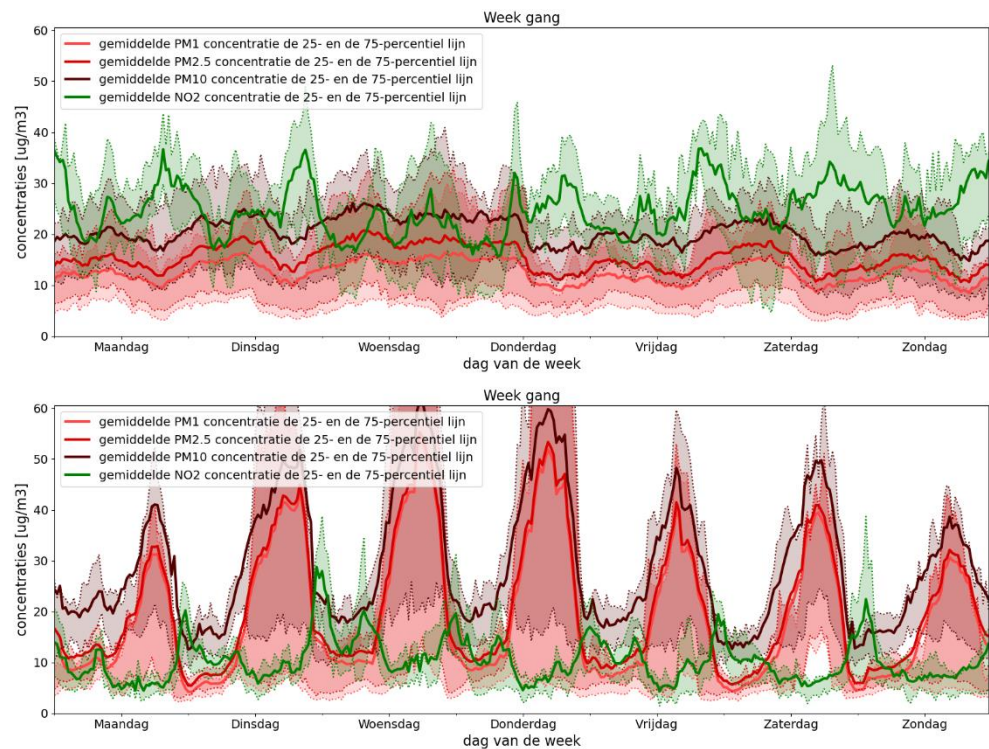 Week gang
60
50
40
30
20
10
0
concentraties [ug/m3]
gemiddelde PM1 concentratie de 25- en de 75-percentiel lijn
gemiddelde PM2.5 concentratie de 25- en de 75-percentiel lijn
gemiddelde PM10 concentratie de 25- en de 75-percentiel lijn
gemiddelde NO2 concentratie de 25- en de 75-percentiel lijn
Maandag Dinsdag Woensdag Donderdag Vrijdag Zaterdag Zondag
dag van de week
Week gang
60
50
40
30
20
10
0
concentraties [ug/m3]
gemiddelde PM1 concentratie de 25- en de 75-percentiel lijn
gemiddelde PM2.5 concentratie de 25- en de 75-percentiel lijn
gemiddelde PM10 concentratie de 25- en de 75-percentiel lijn
gemiddelde NO2 concentratie de 25- en de 75-percentiel lijn
Maandag Dinsdag Woensdag Donderdag Vrijdag Zaterdag Zondag
dag van de week